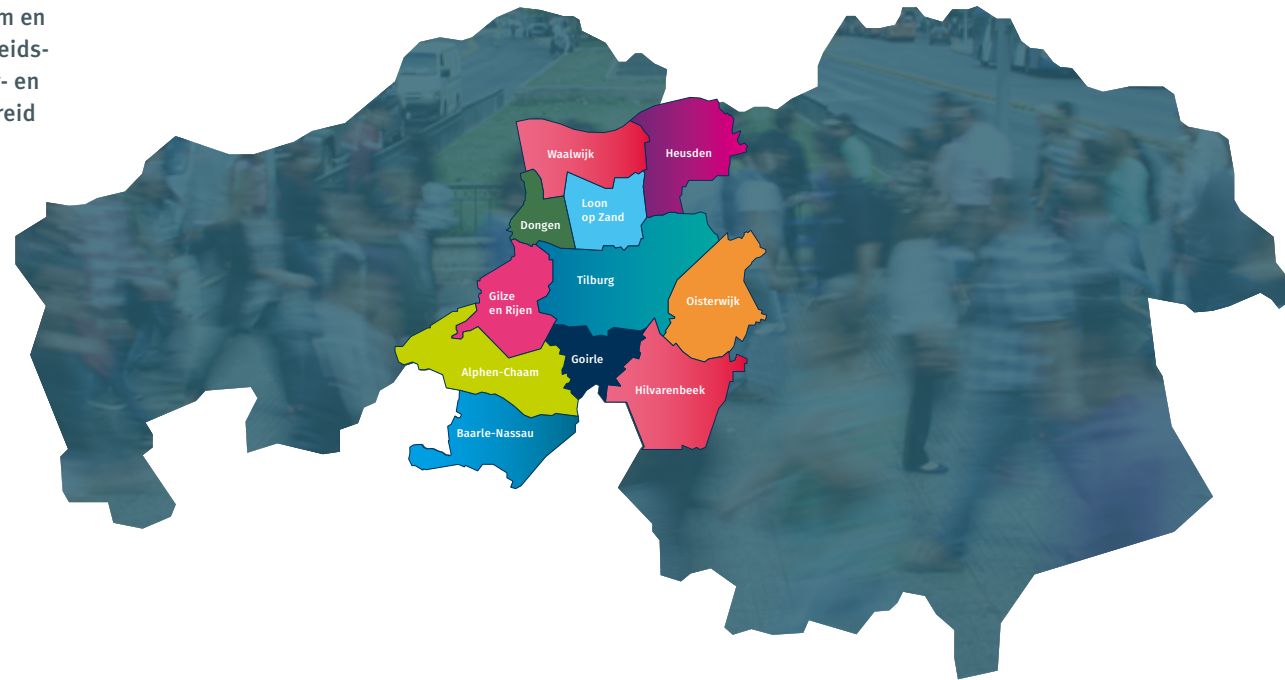 m en
eids-
- en
reid
Waalwijk
Heusden
Loon
op Zand
Dongen
Tilburg
Gilze
en Rijen
Oisterwijk
Goirle
Alphen-Chaam
Hilvarenbeek
Baarle-Nassau